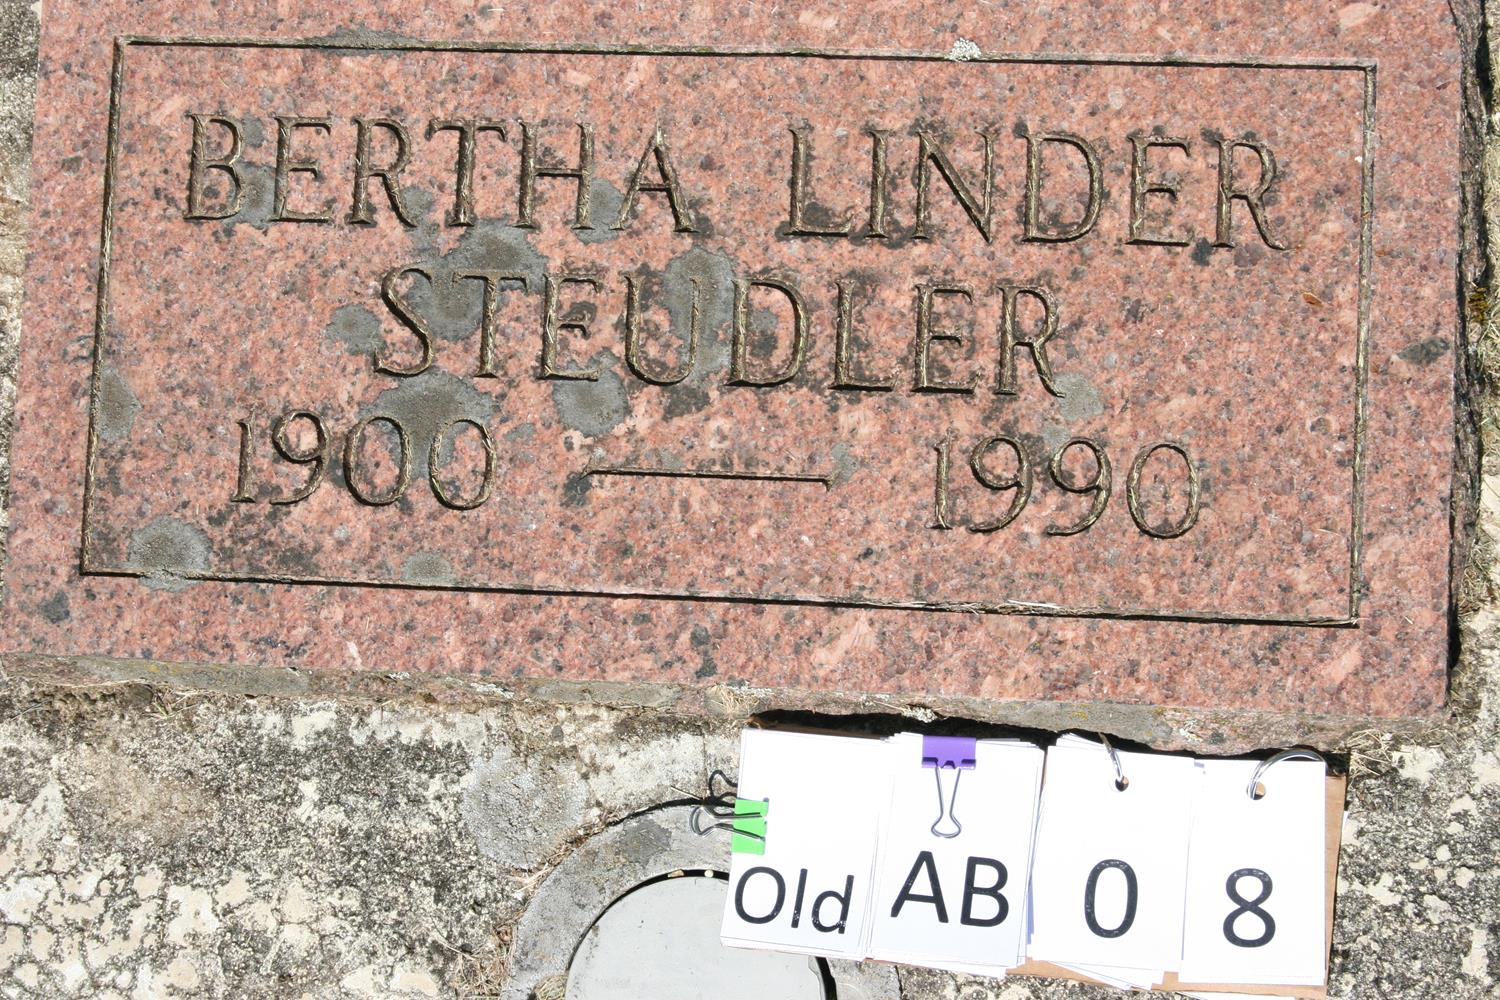 BERTHA LINDER
STEUDLER
1900 — 1990
Old AB 0 8